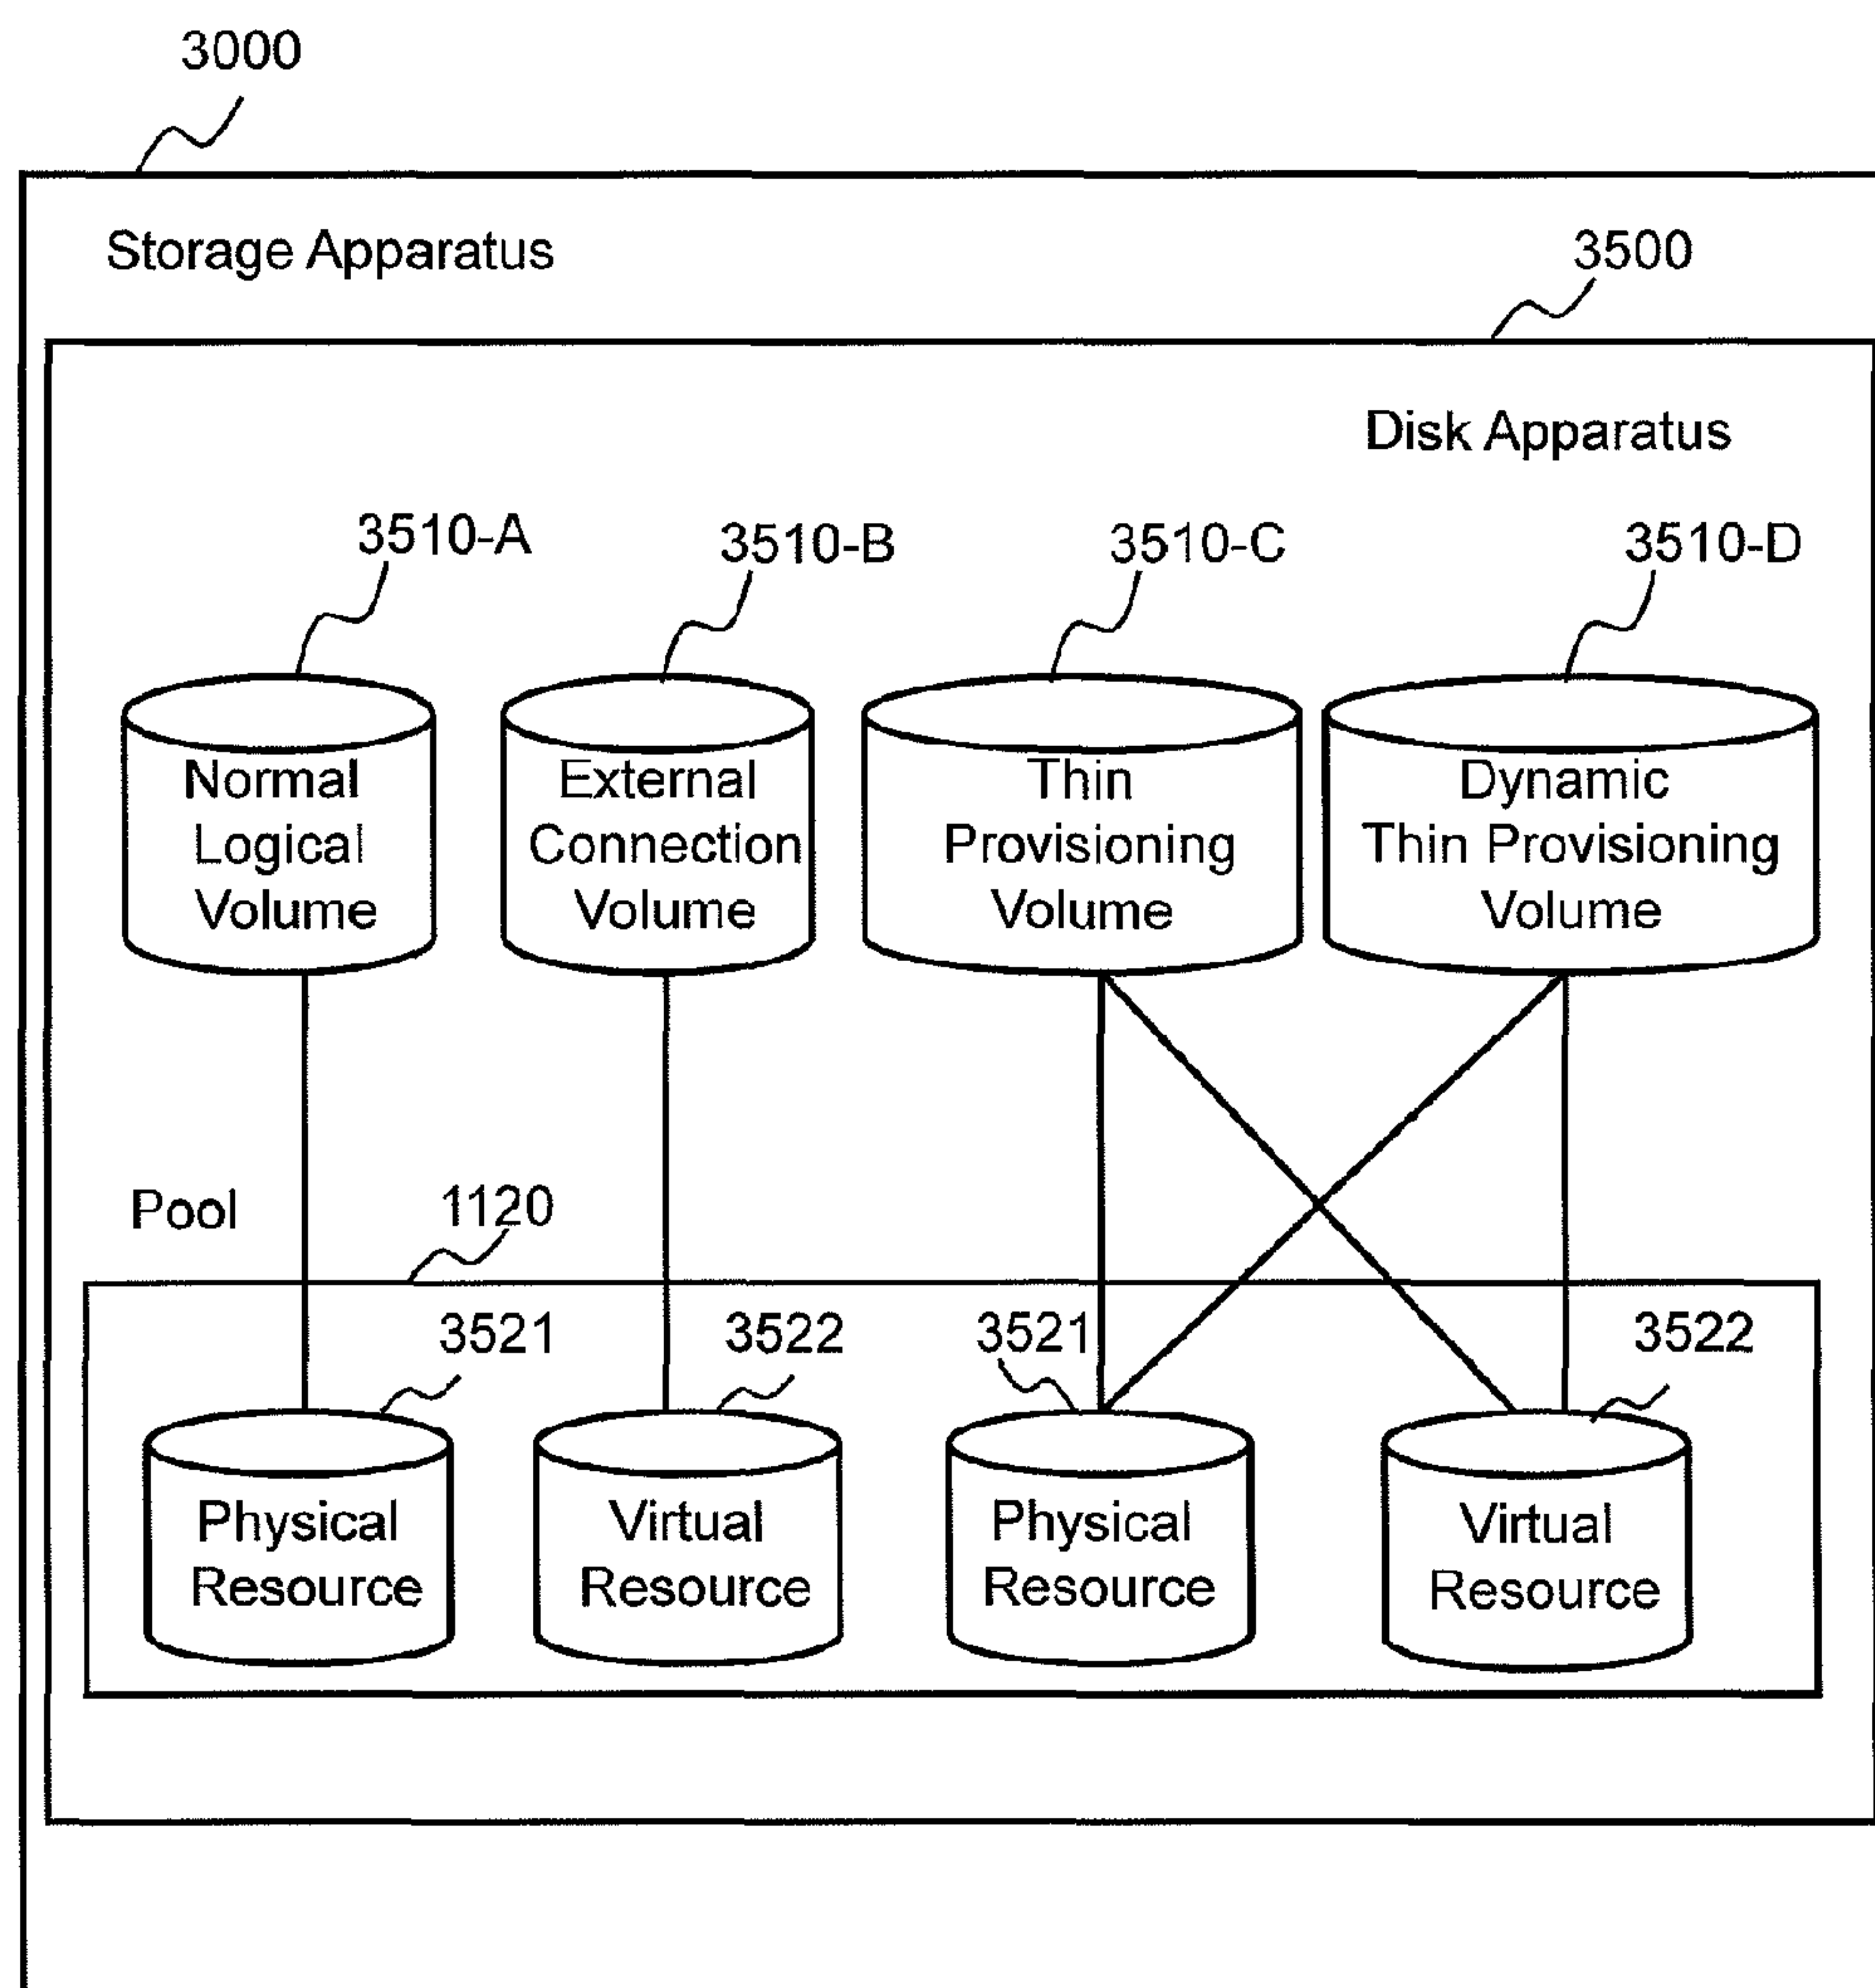 3000
Storage Apparatus
3500
Disk Apparatus
3510-A
3510-B
3510-C
3510-D
Normal
Logical
Volume
External
Connection
Volume
Thin
Provisioning
Volume
Dynamic
Thin Provisioning
Volume
Pool
1120
3521
3522
3521
3522
Physical
Resource
Virtual
Resource
Physical
Resource
Virtual
Resource